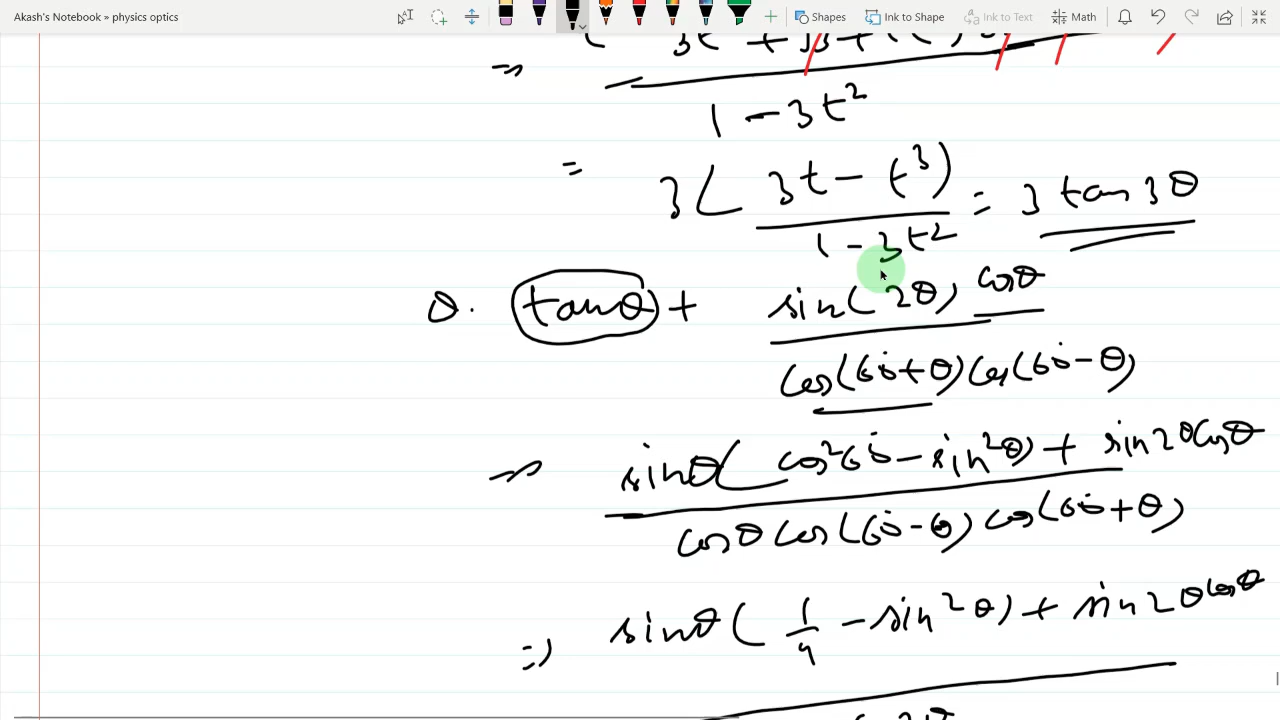 Akash's Notebook » physics optics
Shapes Ink to Shape Ink to Text Math
⇒
1 - 3t²
= 3( 3t - t³) / 1 - 3t² = 3 tan 3θ
θ. tanθ + sin(2θ) cosθ / cos(60+θ)cos(60-θ)
⇒ sinθ( cos²60 - sin²θ) + sin2θcosθ / cosθ cos(60-θ) cos(60+θ)
⇒ sinθ( 1/4 - sin²θ) + sin2θcosθ